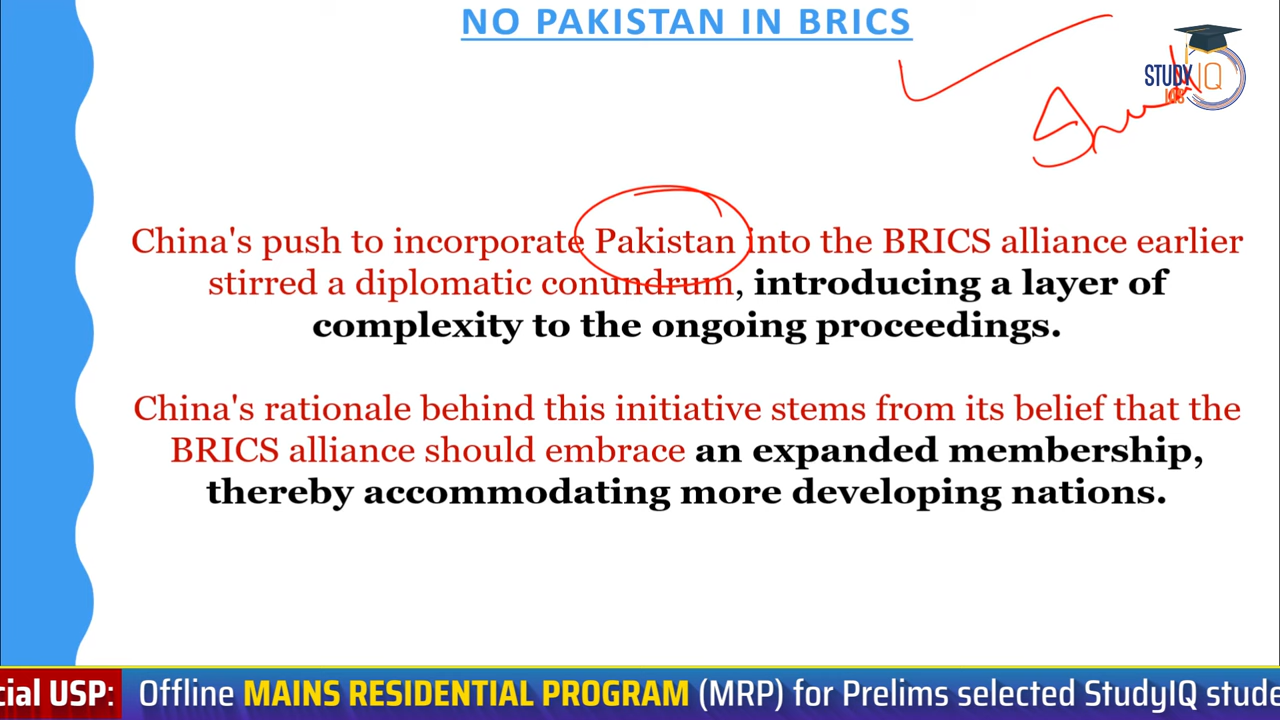 NO PAKISTAN IN BRICS
STUDY IQ
IAS
China's push to incorporate Pakistan into the BRICS alliance earlier
stirred a diplomatic conundrum, introducing a layer of
complexity to the ongoing proceedings.
China's rationale behind this initiative stems from its belief that the
BRICS alliance should embrace an expanded membership,
thereby accommodating more developing nations.
cial USP: Offline MAINS RESIDENTIAL PROGRAM (MRP) for Prelims selected StudyIQ stude